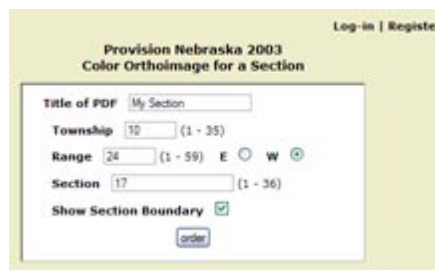 Log-in | Registe
Provision Nebraska 2003
Color Orthoimage for a Section
Title of PDF My Section
Township 10 (1 - 35)
Range 24 (1 - 59) E W
Section 17 (1 - 36)
Show Section Boundary
order